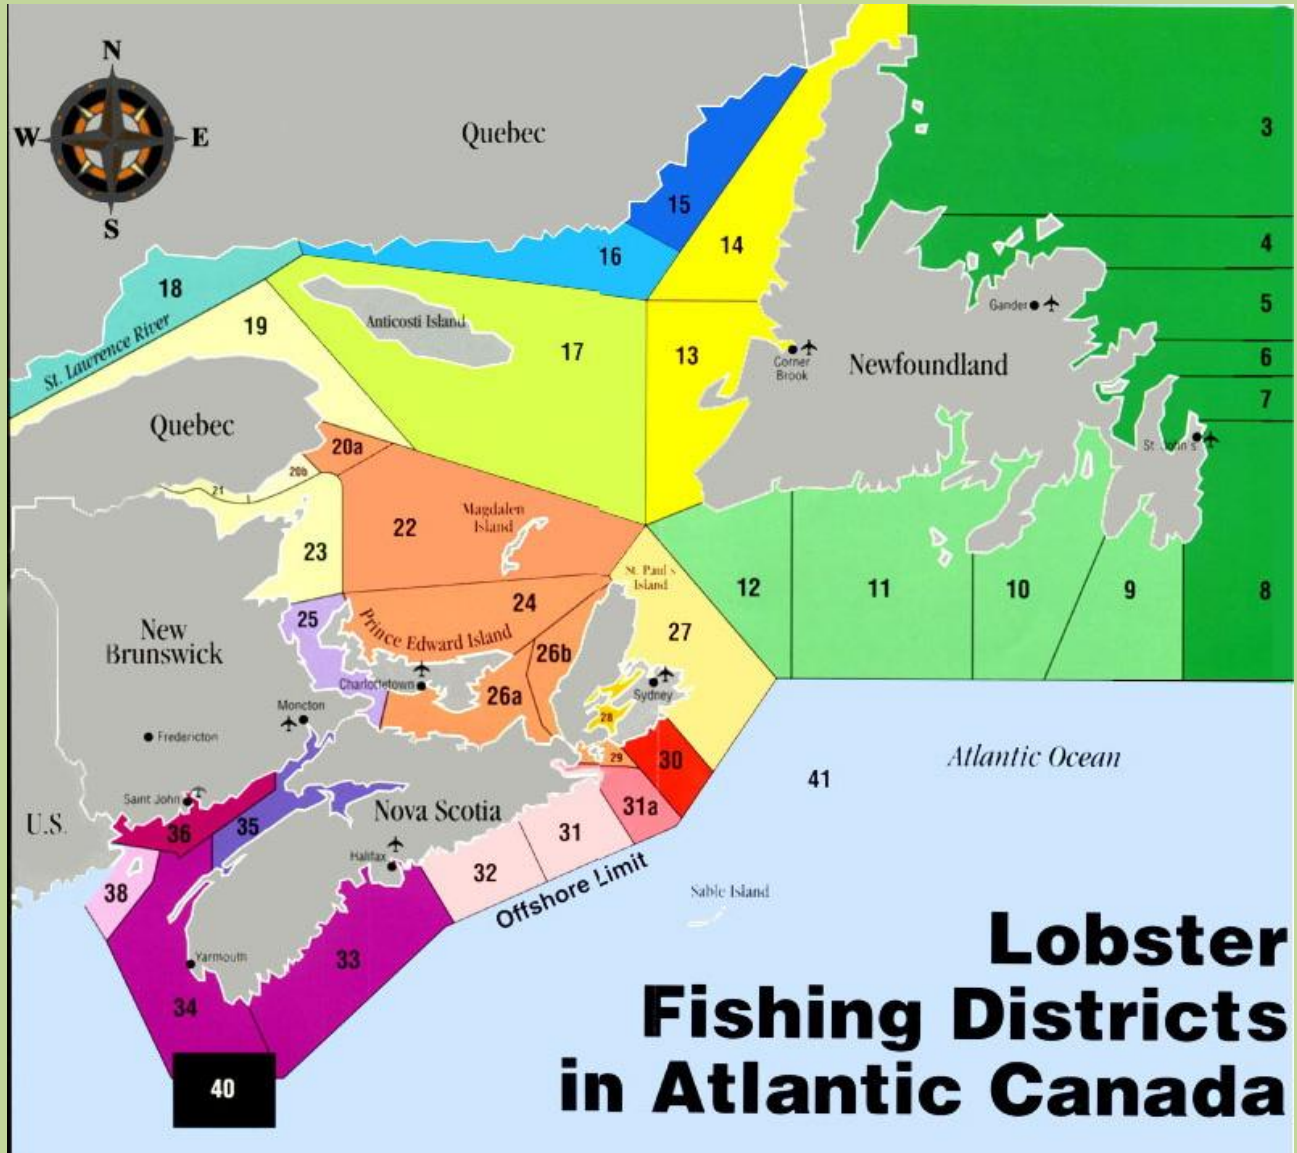 N
W
E
S
Quebec
3
15
14
4
16
18
Gander
5
19
Anticosti Island
St. Lawrence River
17
13
Corner
Brook
Newfoundland
6
7
Quebec
20a
St. John's
20b
21
22
Magdalen
Island
23
St. Paul's
Island
12
11
10
9
8
25
24
Prince Edward Island
27
New
Brunswick
26b
Charlottetown
26a
Sydney
28
Moncton
Fredericton
29
30
Atlantic Ocean
41
Saint John
31a
Nova Scotia
U.S.
36
35
31
Halifax
32
38
Offshore Limit
Sable Island
Yarmouth
33
34
40
Lobster
Fishing Districts
in Atlantic Canada